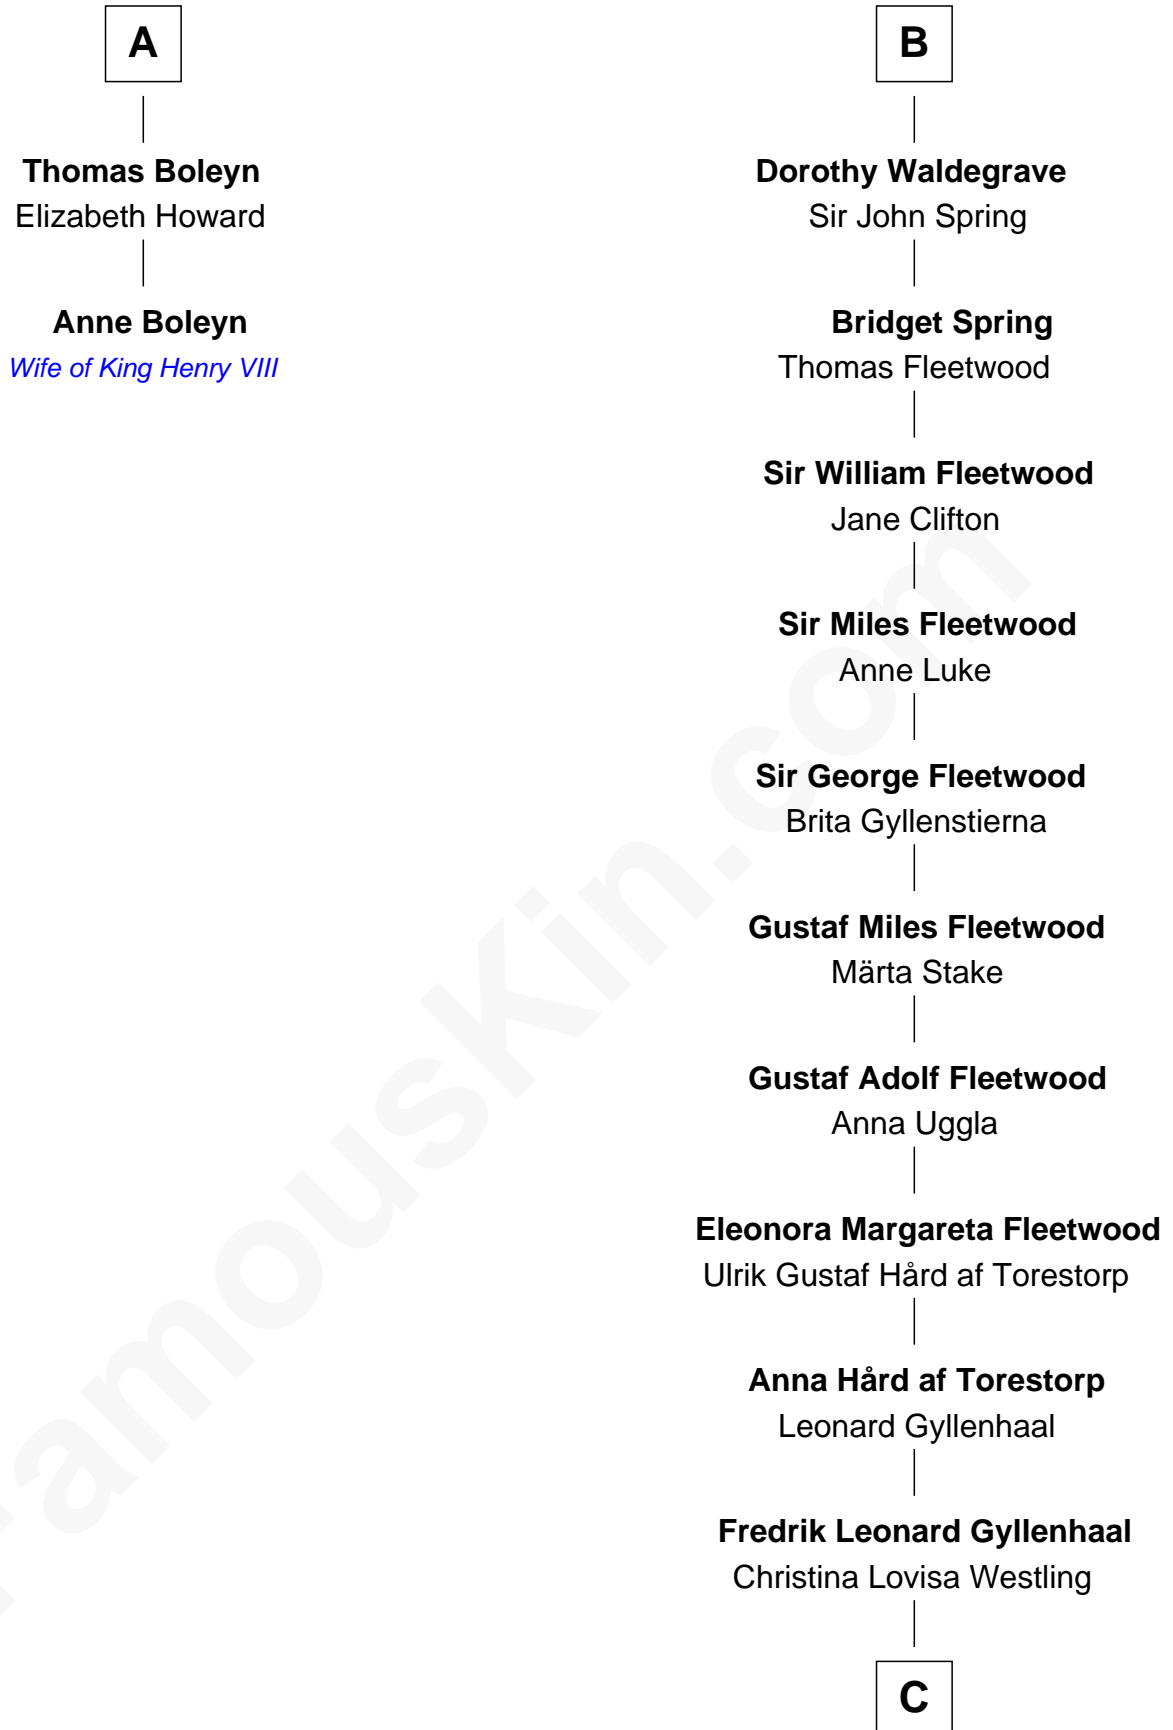 A
Thomas Boleyn
Elizabeth Howard
Anne Boleyn
Wife of King Henry VIII
B
Dorothy Waldegrave
Sir John Spring
Bridget Spring
Thomas Fleetwood
Sir William Fleetwood
Jane Clifton
Sir Miles Fleetwood
Anne Luke
Sir George Fleetwood
Brita Gyllenstierna
Gustaf Miles Fleetwood
Märta Stake
Gustaf Adolf Fleetwood
Anna Uggla
Eleonora Margareta Fleetwood
Ulrik Gustaf Hård af Torestorp
Anna Hård af Torestorp
Leonard Gyllenhaal
Fredrik Leonard Gyllenhaal
Christina Lovisa Westling
C
FamousKin.com